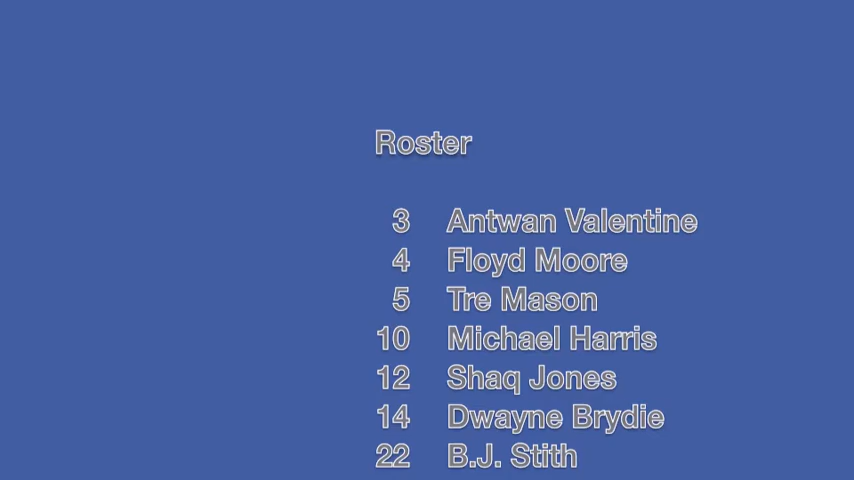 Roster
3 Antwan Valentine
4 Floyd Moore
5 Tre Mason
10 Michael Harris
12 Shaq Jones
14 Dwayne Brydie
22 B.J. Stith